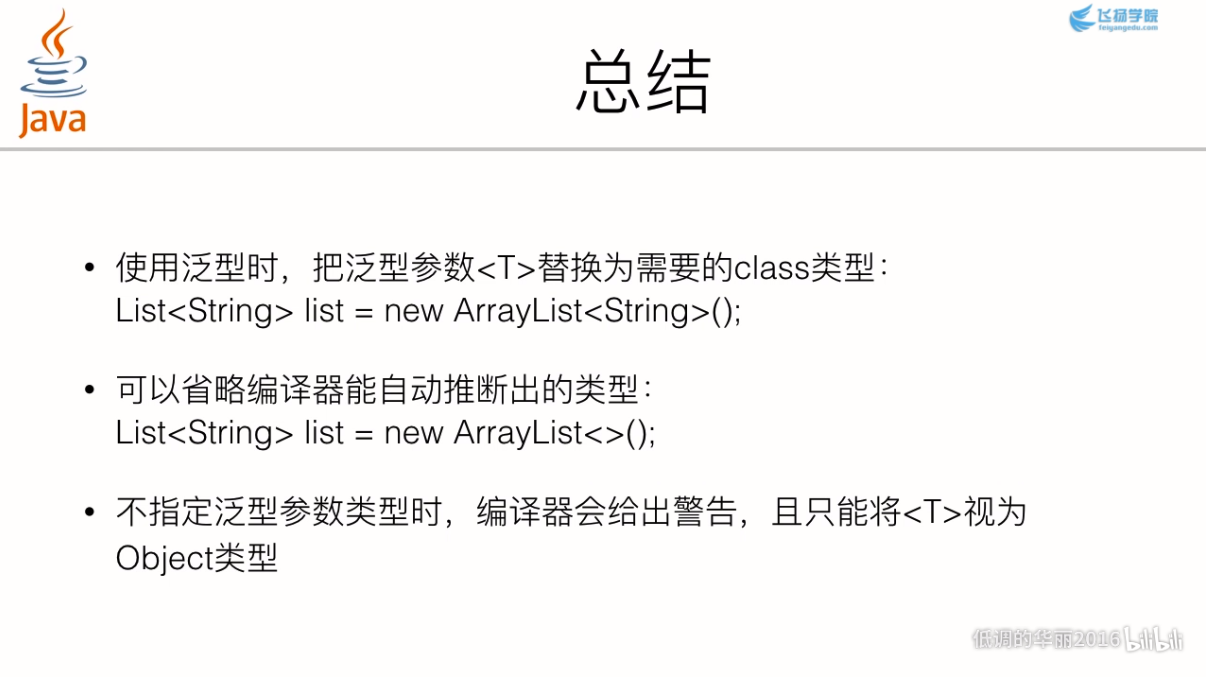 Java
飞扬学院
feiyangedu.com
总结
• 使用泛型时，把泛型参数<T>替换为需要的class类型：
List<String> list = new ArrayList<String>();
• 可以省略编译器能自动推断出的类型：
List<String> list = new ArrayList<>();
• 不指定泛型参数类型时，编译器会给出警告，且只能将<T>视为
Object类型
低调的华丽2016 bilibili